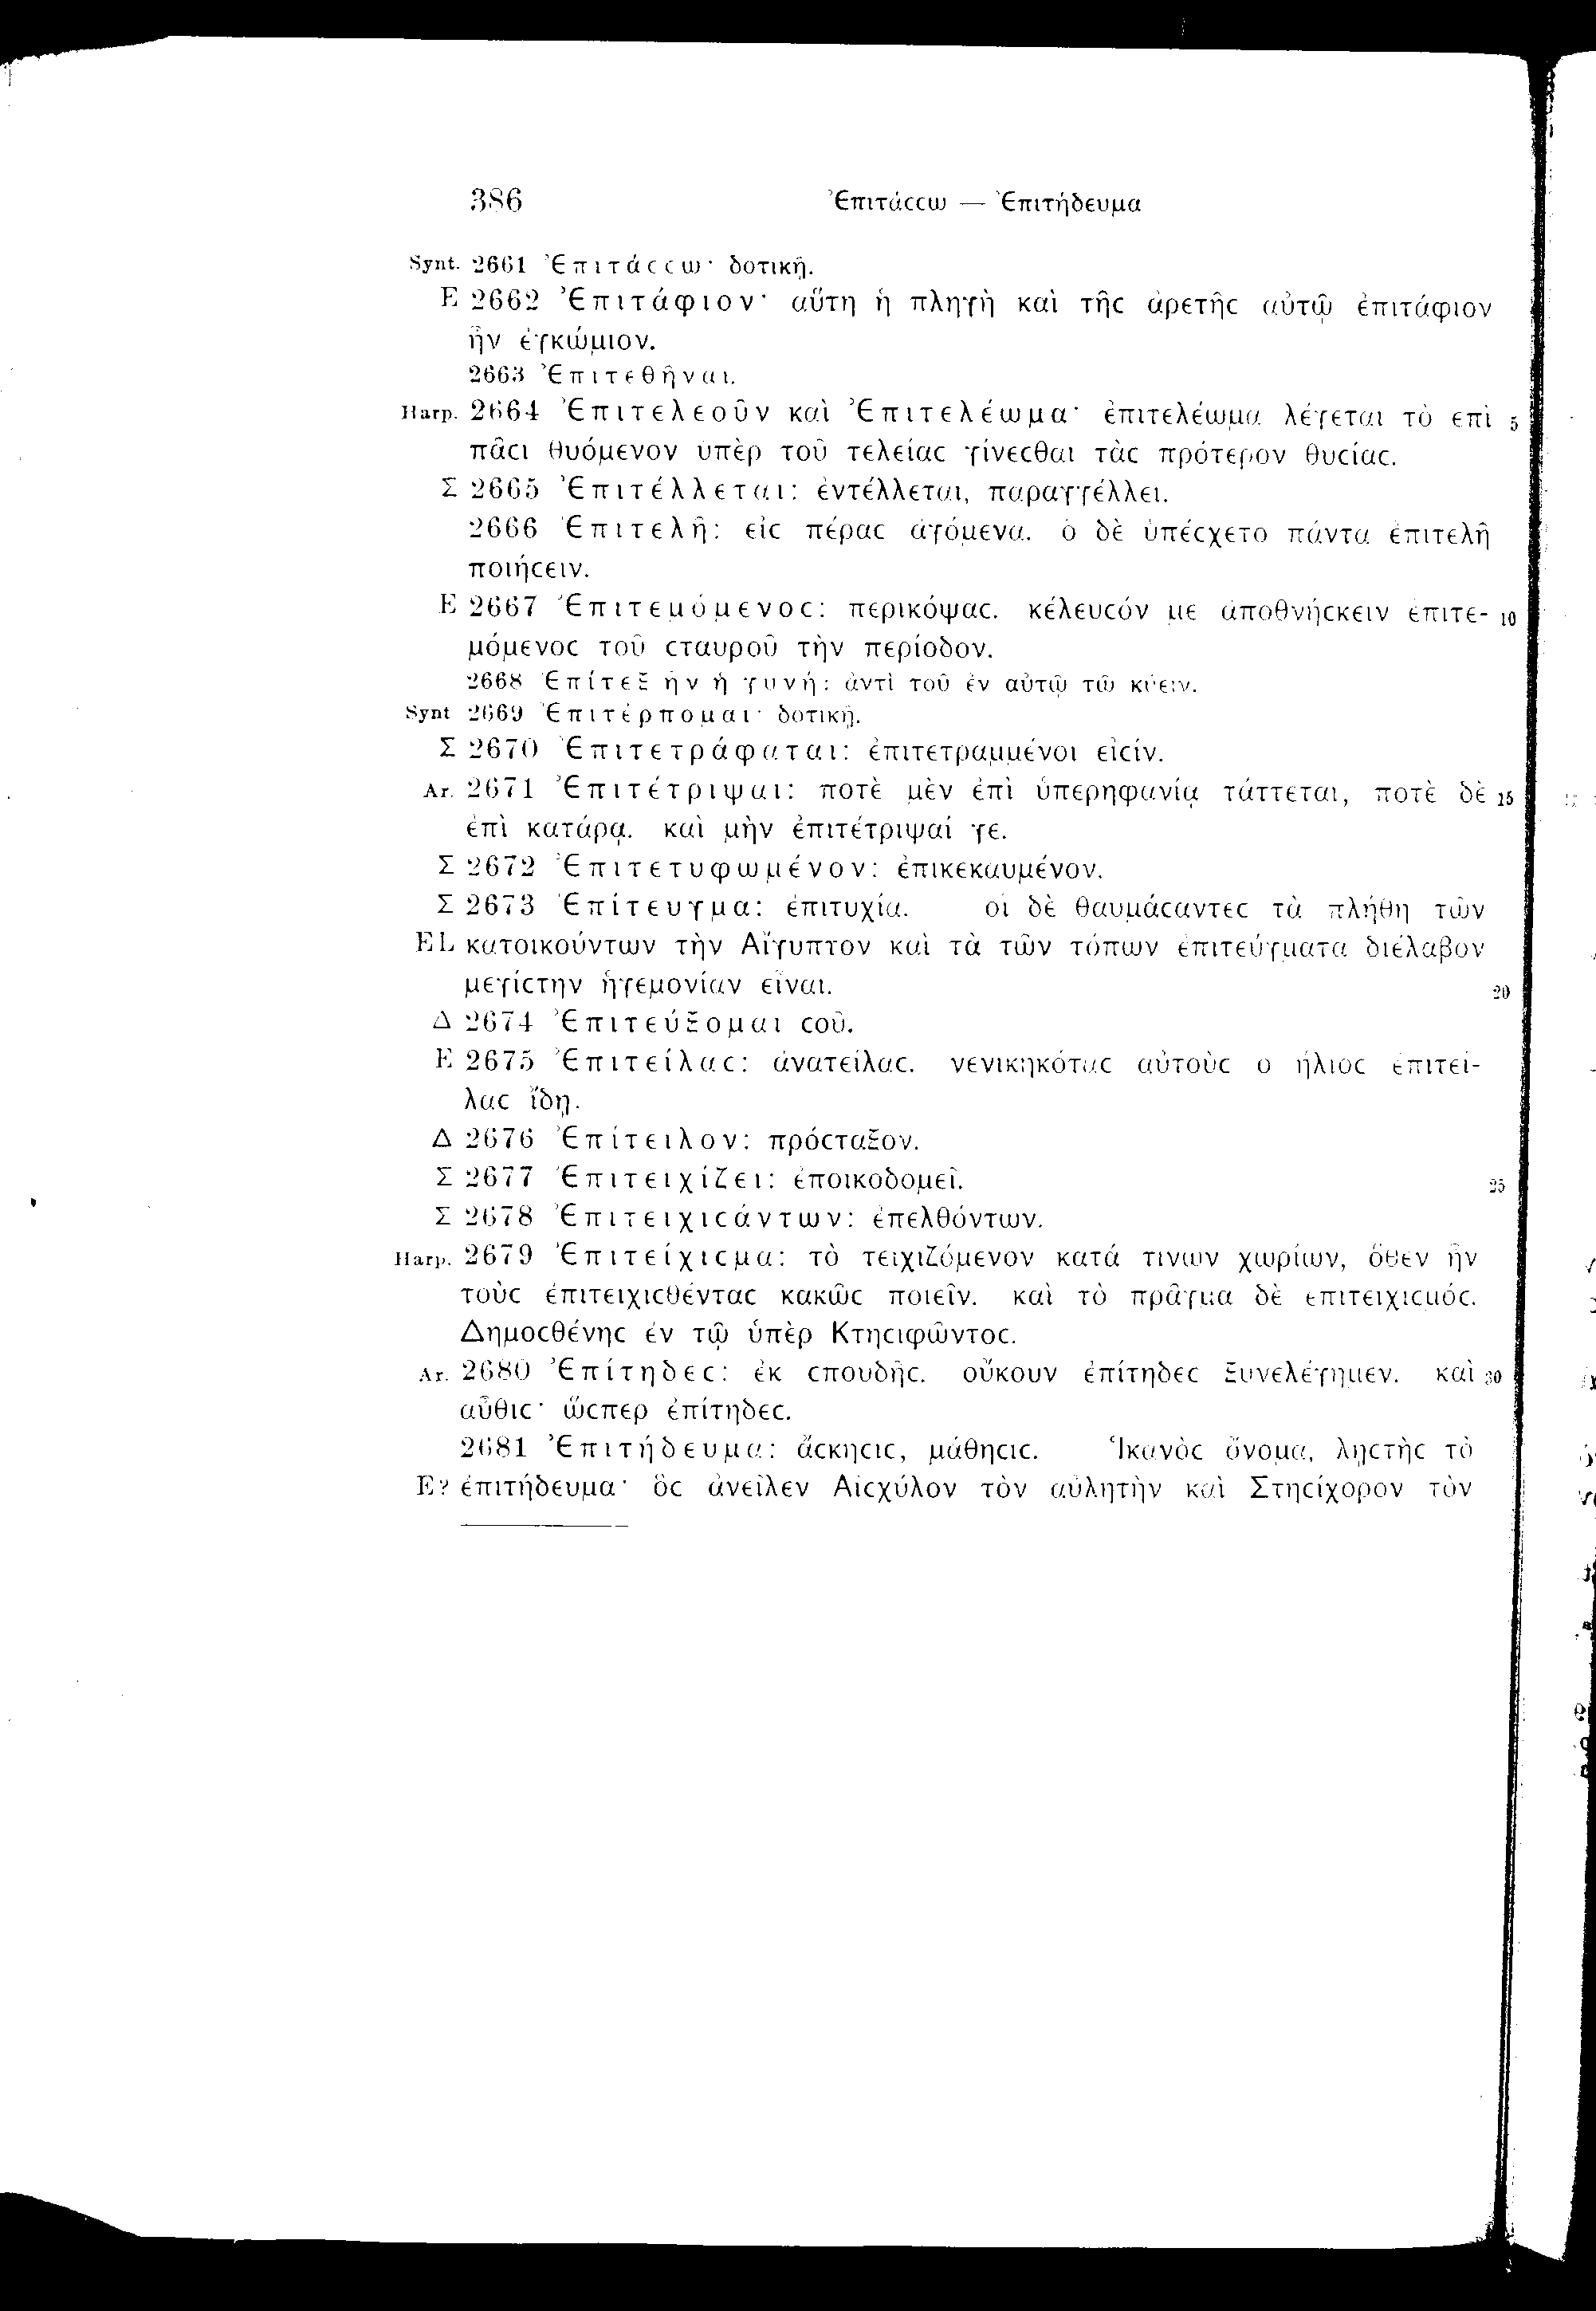 386 Ἐπιτάϲϲω — Ἐπιτήδευμα
Synt. 2661 Ἐπιτάϲϲω· δοτικῇ.
E 2662 Ἐπιτάφιον· αὕτη ἡ πληγὴ καὶ τῆϲ ἀρετῆϲ αὐτῷ ἐπιτάφιον
ἦν ἐγκώμιον.
2663 Ἐπιτεθῆναι.
Harp. 2664 Ἐπιτελεοῦν καὶ Ἐπιτελέωμα· ἐπιτελέωμα λέγεται τὸ ἐπὶ 5
πᾶϲι θυόμενον ὑπὲρ τοῦ τελείαϲ γίνεϲθαι τὰϲ πρότερον θυϲίαϲ.
Σ 2665 Ἐπιτέλλεται: ἐντέλλεται, παραγγέλλει.
2666 Ἐπιτελῆ: εἰϲ πέραϲ ἀγόμενα. ὁ δὲ ὑπέϲχετο πάντα ἐπιτελῆ
ποιήϲειν.
E 2667 Ἐπιτεμόμενοϲ: περικόψαϲ. κέλευϲόν με ἀποθνήϲκειν ἐπιτε- 10
μόμενοϲ τοῦ ϲταυροῦ τὴν περίοδον.
2668 Ἐπίτεξ ἦν ἡ γυνή: ἀντὶ τοῦ ἐν αὐτῷ τῷ κύειν.
Synt 2669 Ἐπιτέρπομαι· δοτικῇ.
Σ 2670 Ἐπιτετράφαται: ἐπιτετραμμένοι εἰϲίν.
Ar. 2671 Ἐπιτέτριψαι: ποτὲ μὲν ἐπὶ ὑπερηφανίᾳ τάττεται, ποτὲ δὲ 15
ἐπὶ κατάρᾳ. καὶ μὴν ἐπιτέτριψαί γε.
Σ 2672 Ἐπιτετυφωμένον: ἐπικεκαυμένον.
Σ 2673 Ἐπίτευγμα: ἐπιτυχία. οἱ δὲ θαυμάϲαντεϲ τὰ πλήθη τῶν
EL κατοικούντων τὴν Αἴγυπτον καὶ τὰ τῶν τόπων ἐπιτεύγματα διέλαβον
μεγίϲτην ἡγεμονίαν εἶναι. 20
Δ 2674 Ἐπιτεύξομαι ϲοῦ.
E 2675 Ἐπιτείλαϲ: ἀνατείλαϲ. νενικηκόταϲ αὐτοὺϲ ὁ ἥλιοϲ ἐπιτεί-
λαϲ ἴδῃ.
Δ 2676 Ἐπίτειλον: πρόϲταξον.
Σ 2677 Ἐπιτειχίζει: ἐποικοδομεῖ. 25
Σ 2678 Ἐπιτειχιϲάντων: ἐπελθόντων.
Harp. 2679 Ἐπιτείχιϲμα: τὸ τειχιζόμενον κατά τινων χωρίων, ὅθεν ἦν
τοὺϲ ἐπιτειχιϲθένταϲ κακῶϲ ποιεῖν. καὶ τὸ πρᾶγμα δὲ ἐπιτειχιϲμόϲ.
Δημοϲθένηϲ ἐν τῷ ὑπὲρ Κτηϲιφῶντοϲ.
Ar. 2680 Ἐπίτηδεϲ: ἐκ ϲπουδῆϲ. οὔκουν ἐπίτηδεϲ ξυνελέγημεν. καὶ 30
αὖθιϲ· ὥϲπερ ἐπίτηδεϲ.
2681 Ἐπιτήδευμα: ἄϲκηϲιϲ, μάθηϲιϲ. Ἱκανὸϲ ὄνομα, λῃϲτὴϲ τὸ
E? ἐπιτήδευμα· ὃϲ ἀνεῖλεν Αἰϲχύλον τὸν αὐλητὴν καὶ Στηϲίχορον τὸν